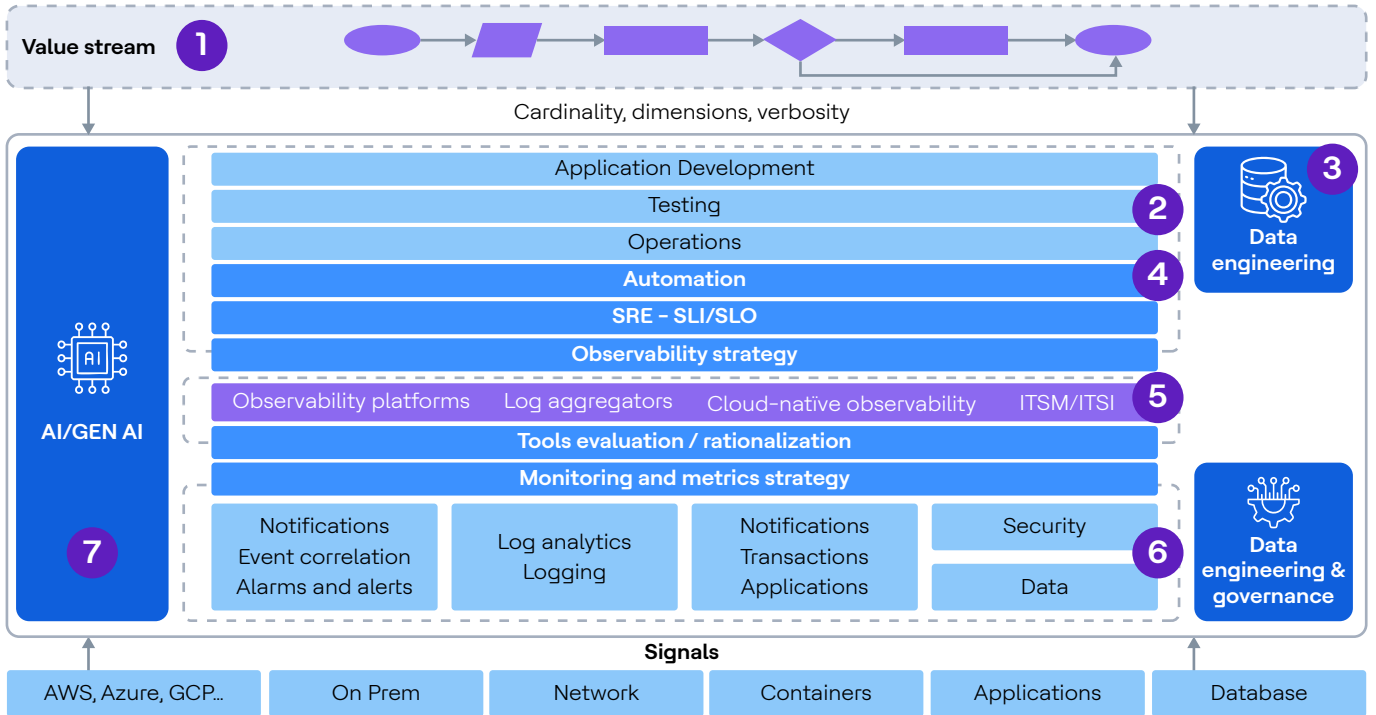 Value stream
1
Cardinality, dimensions, verbosity
AI/GEN AI
7
Application Development
Testing
2
Operations
Automation
4
SRE – SLI/SLO
Observability strategy
Observability platforms
Log aggregators
Cloud-natïve observability
ITSM/ITSI
5
Tools evaluation / rationalization
Monitoring and metrics strategy
Notifications
Event correlation
Alarms and alerts
Log analytics
Logging
Notifications
Transactions
Applications
Security
Data
6
3
Data
engineering
Data
engineering &
governance
Signals
AWS, Azure, GCP...
On Prem
Network
Containers
Applications
Database
AI